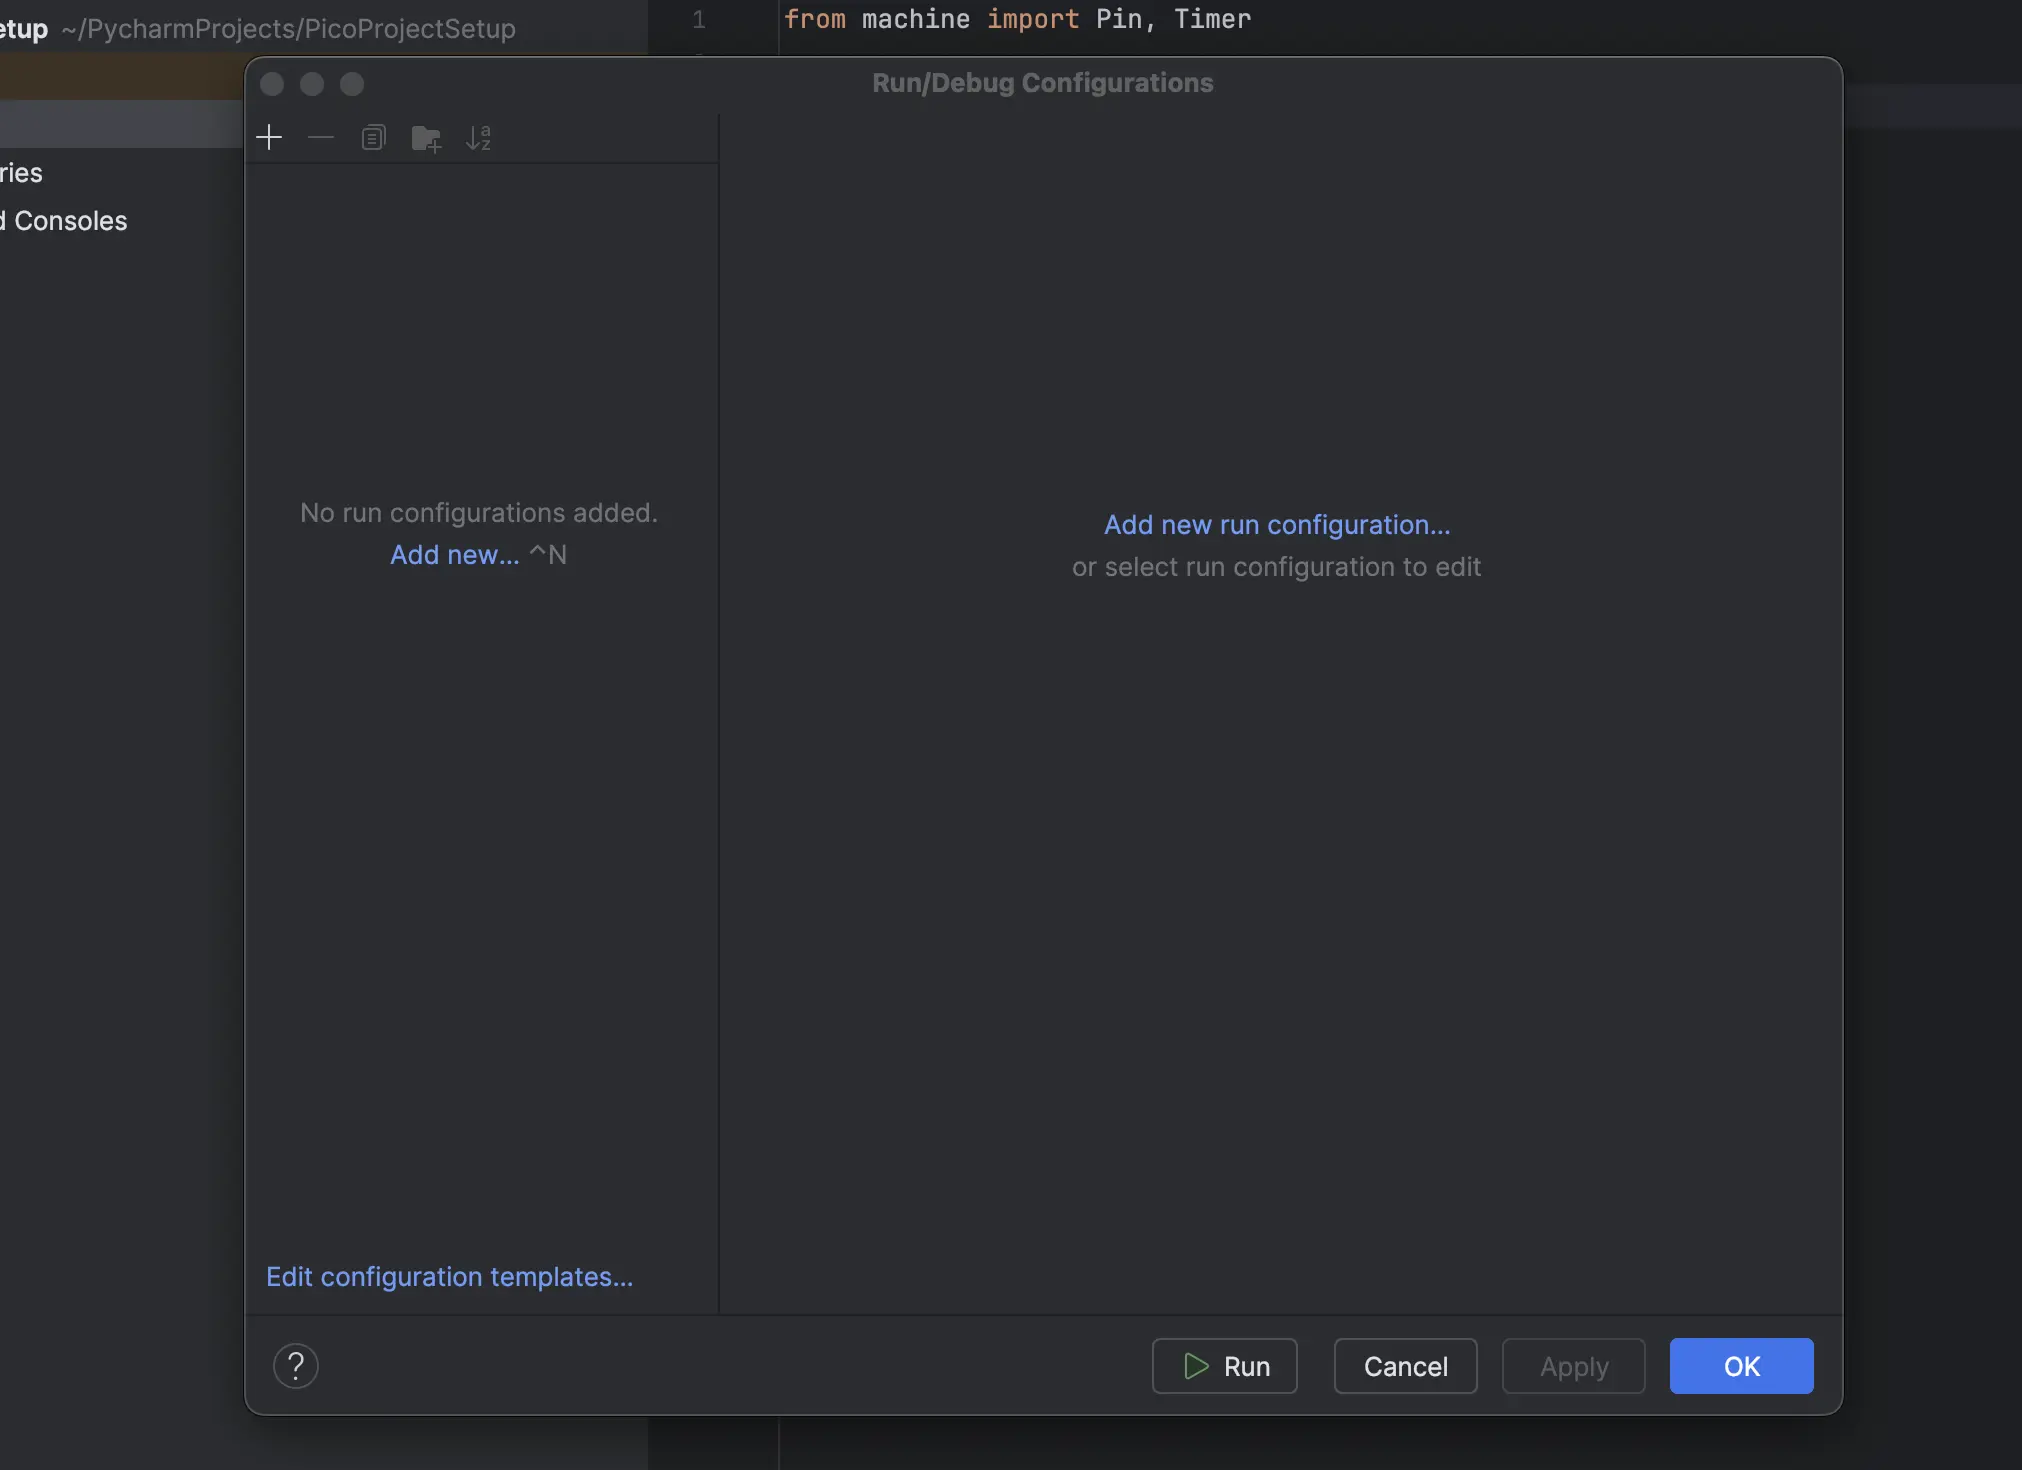 etup ~/PycharmProjects/PicoProjectSetup
1 from machine import Pin, Timer
Run/Debug Configurations
ries
d Consoles
No run configurations added.
Add new... ^N
Add new run configuration...
or select run configuration to edit
Edit configuration templates...
? Run Cancel Apply OK